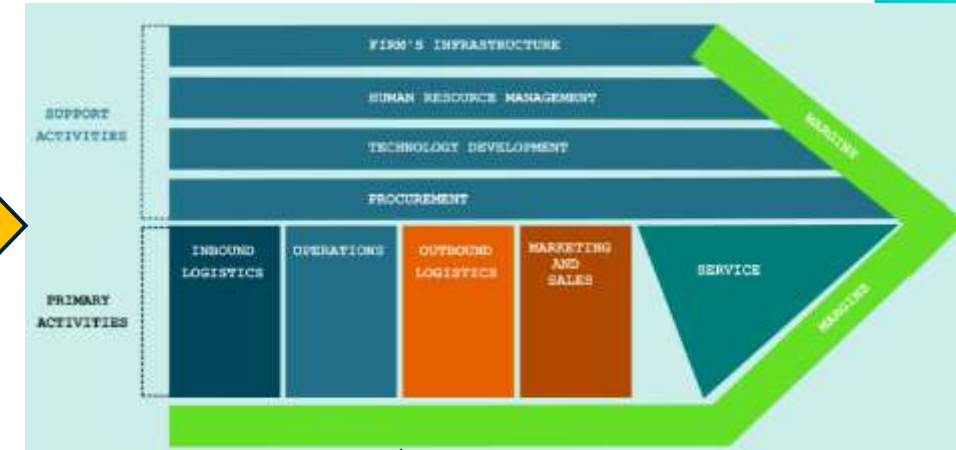 FIRM'S INFRASTRUCTURE
HUMAN RESOURCE MANAGEMENT
SUPPORT
ACTIVITIES
TECHNOLOGY DEVELOPMENT
PROCUREMENT
MARGINS
INBOUND
LOGISTICS
OPERATIONS
OUTBOUND
LOGISTICS
MARKETING
AND
SALES
SERVICE
PRIMARY
ACTIVITIES
MARGINS